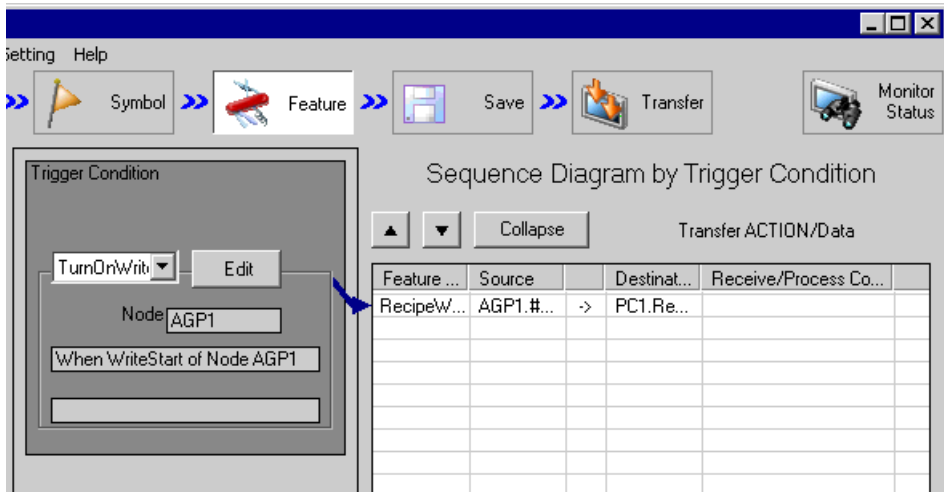 Setting Help
Symbol
Feature
Save
Transfer
Monitor
Status
Trigger Condition
TurnOnWrit
Edit
Node AGP1
When WriteStart of Node AGP1
Sequence Diagram by Trigger Condition
Collapse
Transfer ACTION/Data
Feature ... Source Destinat... Receive/Process Co...
RecipeW... AGP1.#... -> PC1.Re...